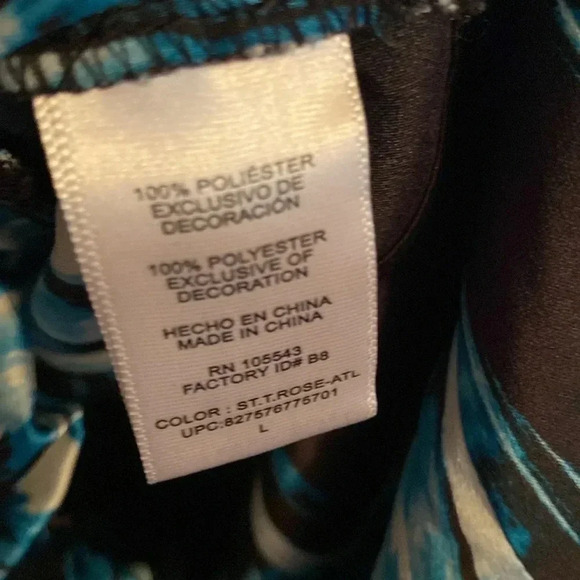 100% POLIÉSTER
EXCLUSIVO DE
DECORACIÓN
100% POLYESTER
EXCLUSIVE OF
DECORATION
HECHO EN CHINA
MADE IN CHINA
RN 105543
FACTORY ID# B8
COLOR : ST.T.ROSE-ATL
UPC:827576775701
L